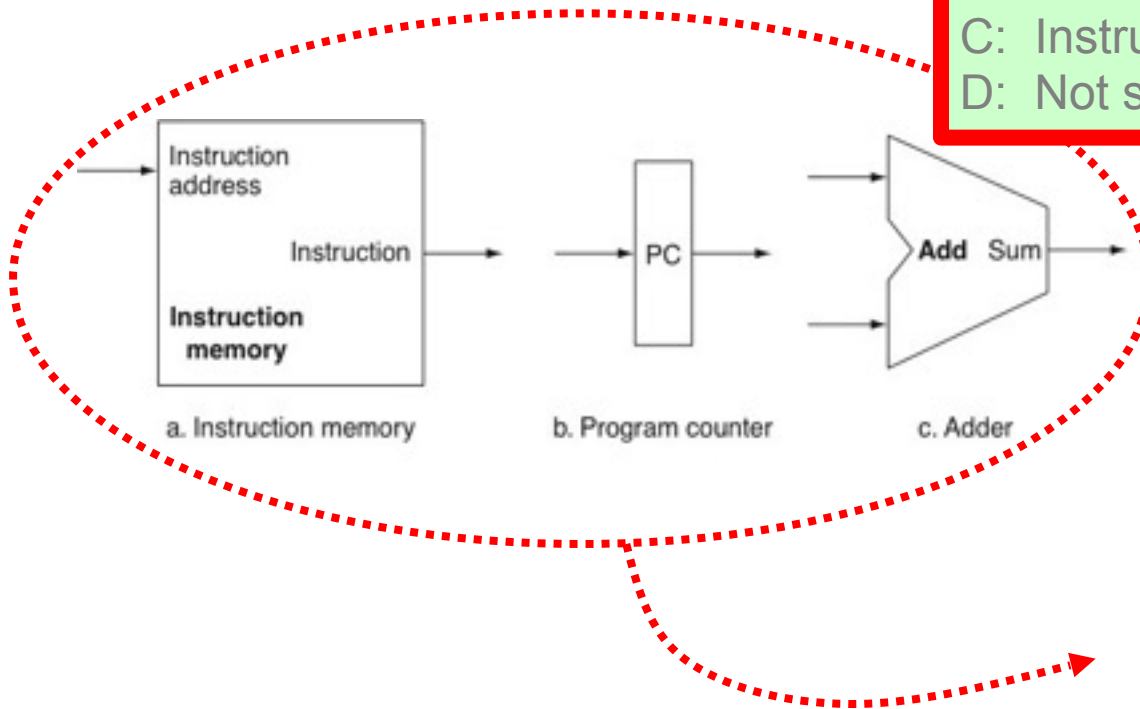 C: Instru
D: Not s
Instruction
address
Instruction
Instruction
memory
PC
Add Sum
a. Instruction memory
b. Program counter
c. Adder